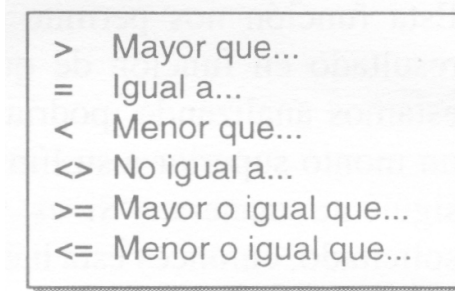 > Mayor que...
= Igual a...
< Menor que...
<> No igual a...
>= Mayor o igual que...
<= Menor o igual que...